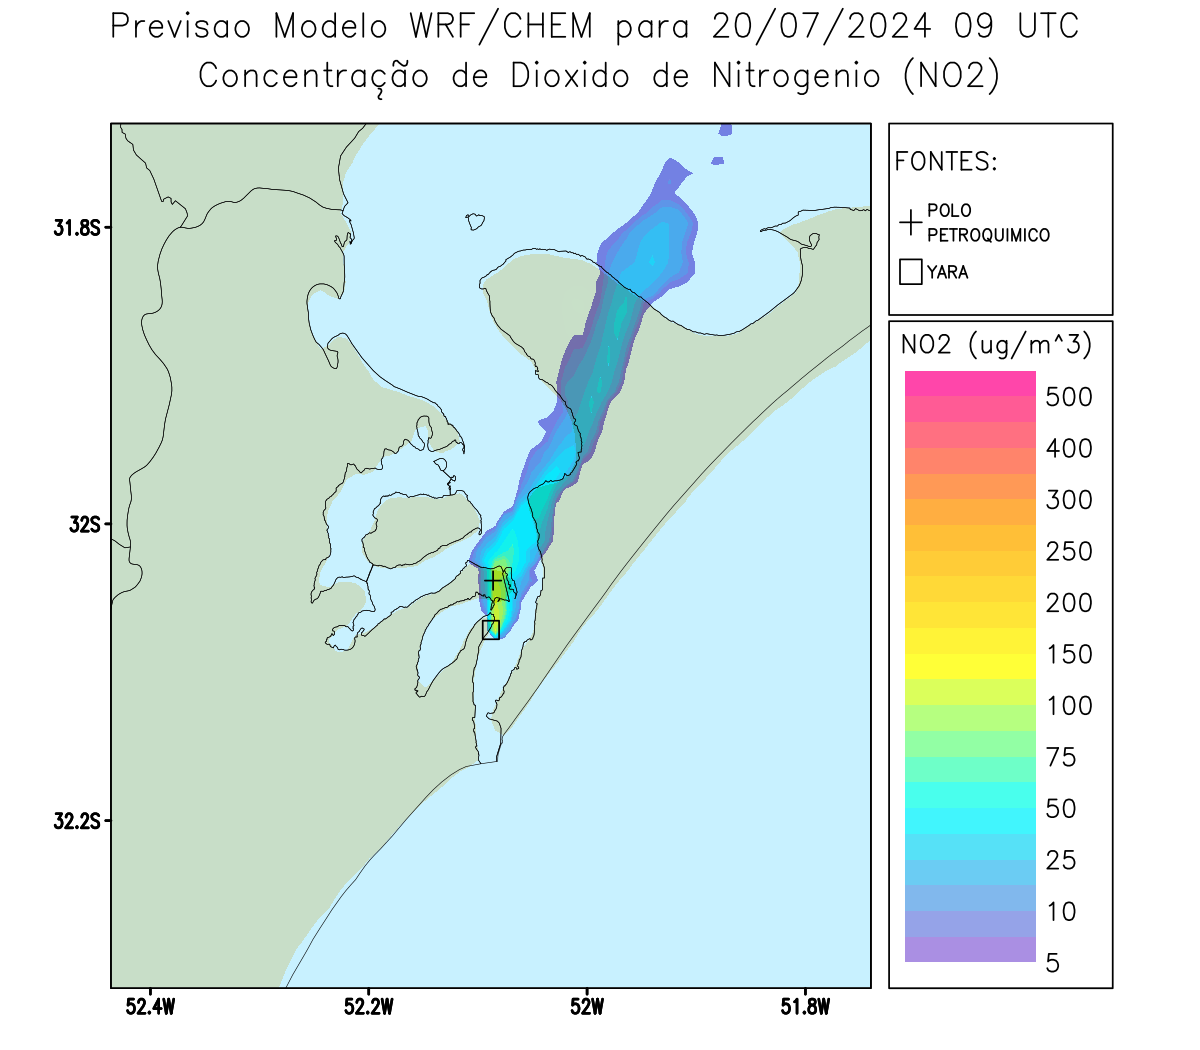 Previsao Modelo WRF/CHEM para 20/07/2024 09 UTC
Concentração de Dioxido de Nitrogenio (NO2)
FONTES:
POLO
PETROQUIMICO
YARA
31.8S
32S
32.2S
52.4W
52.2W
52W
51.8W
NO2 (ug/m^3)
500
400
300
250
200
150
100
75
50
25
10
5